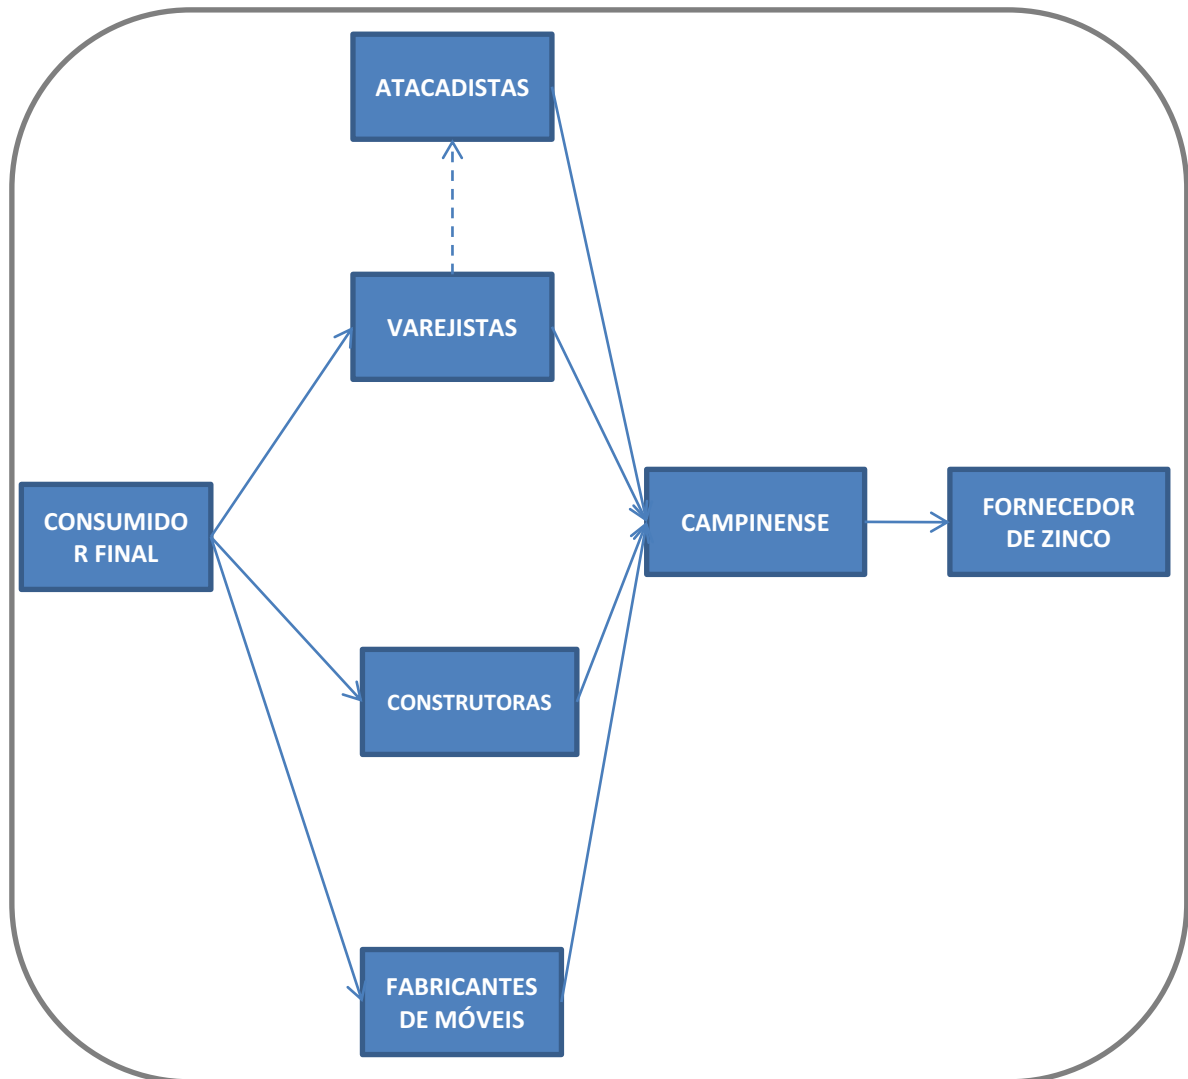 ATACADISTAS
VAREJISTAS
CONSUMIDO
R FINAL
CAMPINENSE
FORNECEDOR
DE ZINCO
CONSTRUTORAS
FABRICANTES
DE MÓVEIS